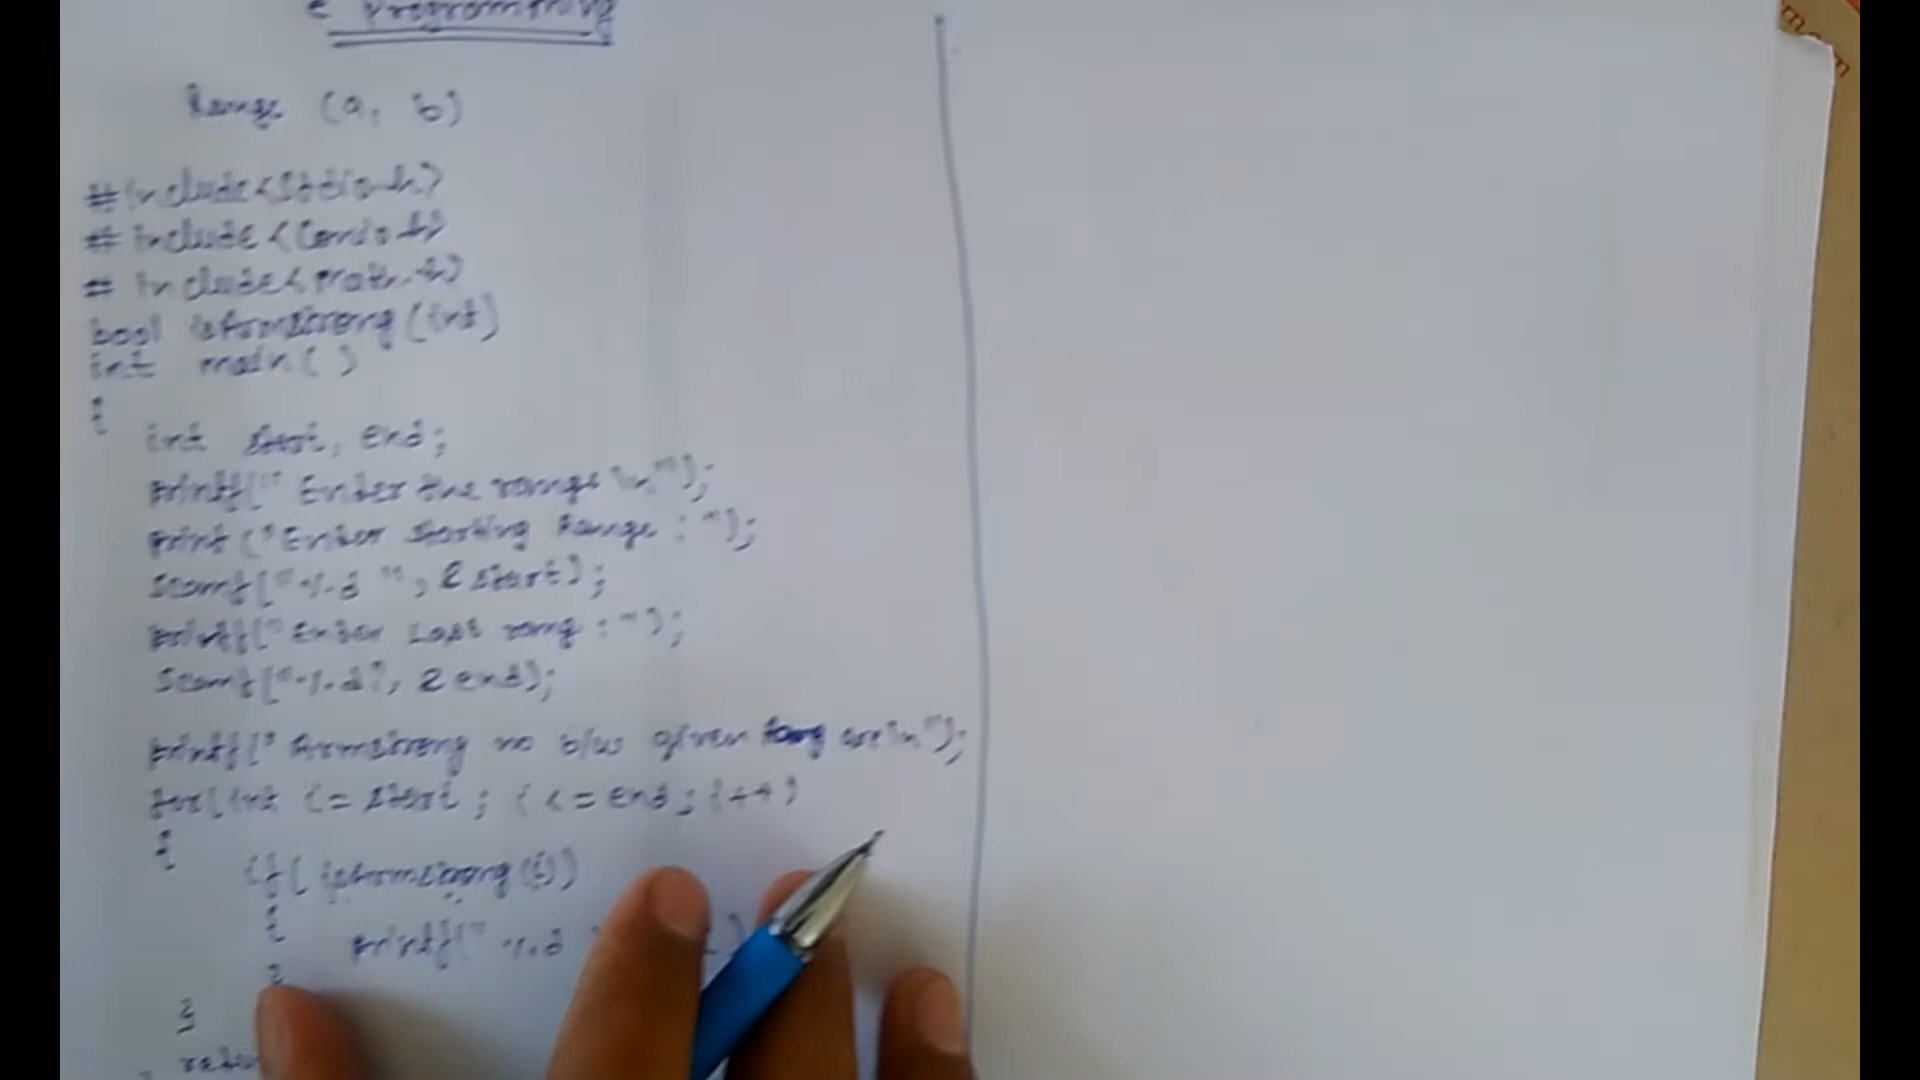 C Programming
Range (a, b)
#include<stdio.h>
# include<conio.h>
# include<math.h>
bool isArmstrong(int)
int main( )
{
int start, end;
printf(" Enter the range \n");
print ("Enter Starting Range : ");
Scanf("%d ", &start);
printf("Enter Last rang : ");
Scanf("%d", &end);
printf(" Armstrong no b/w given rang are\n");
for(int i = start ; i <= end ; i++)
{
if( isArmstrong(i))
{
printf(" %d
}
}